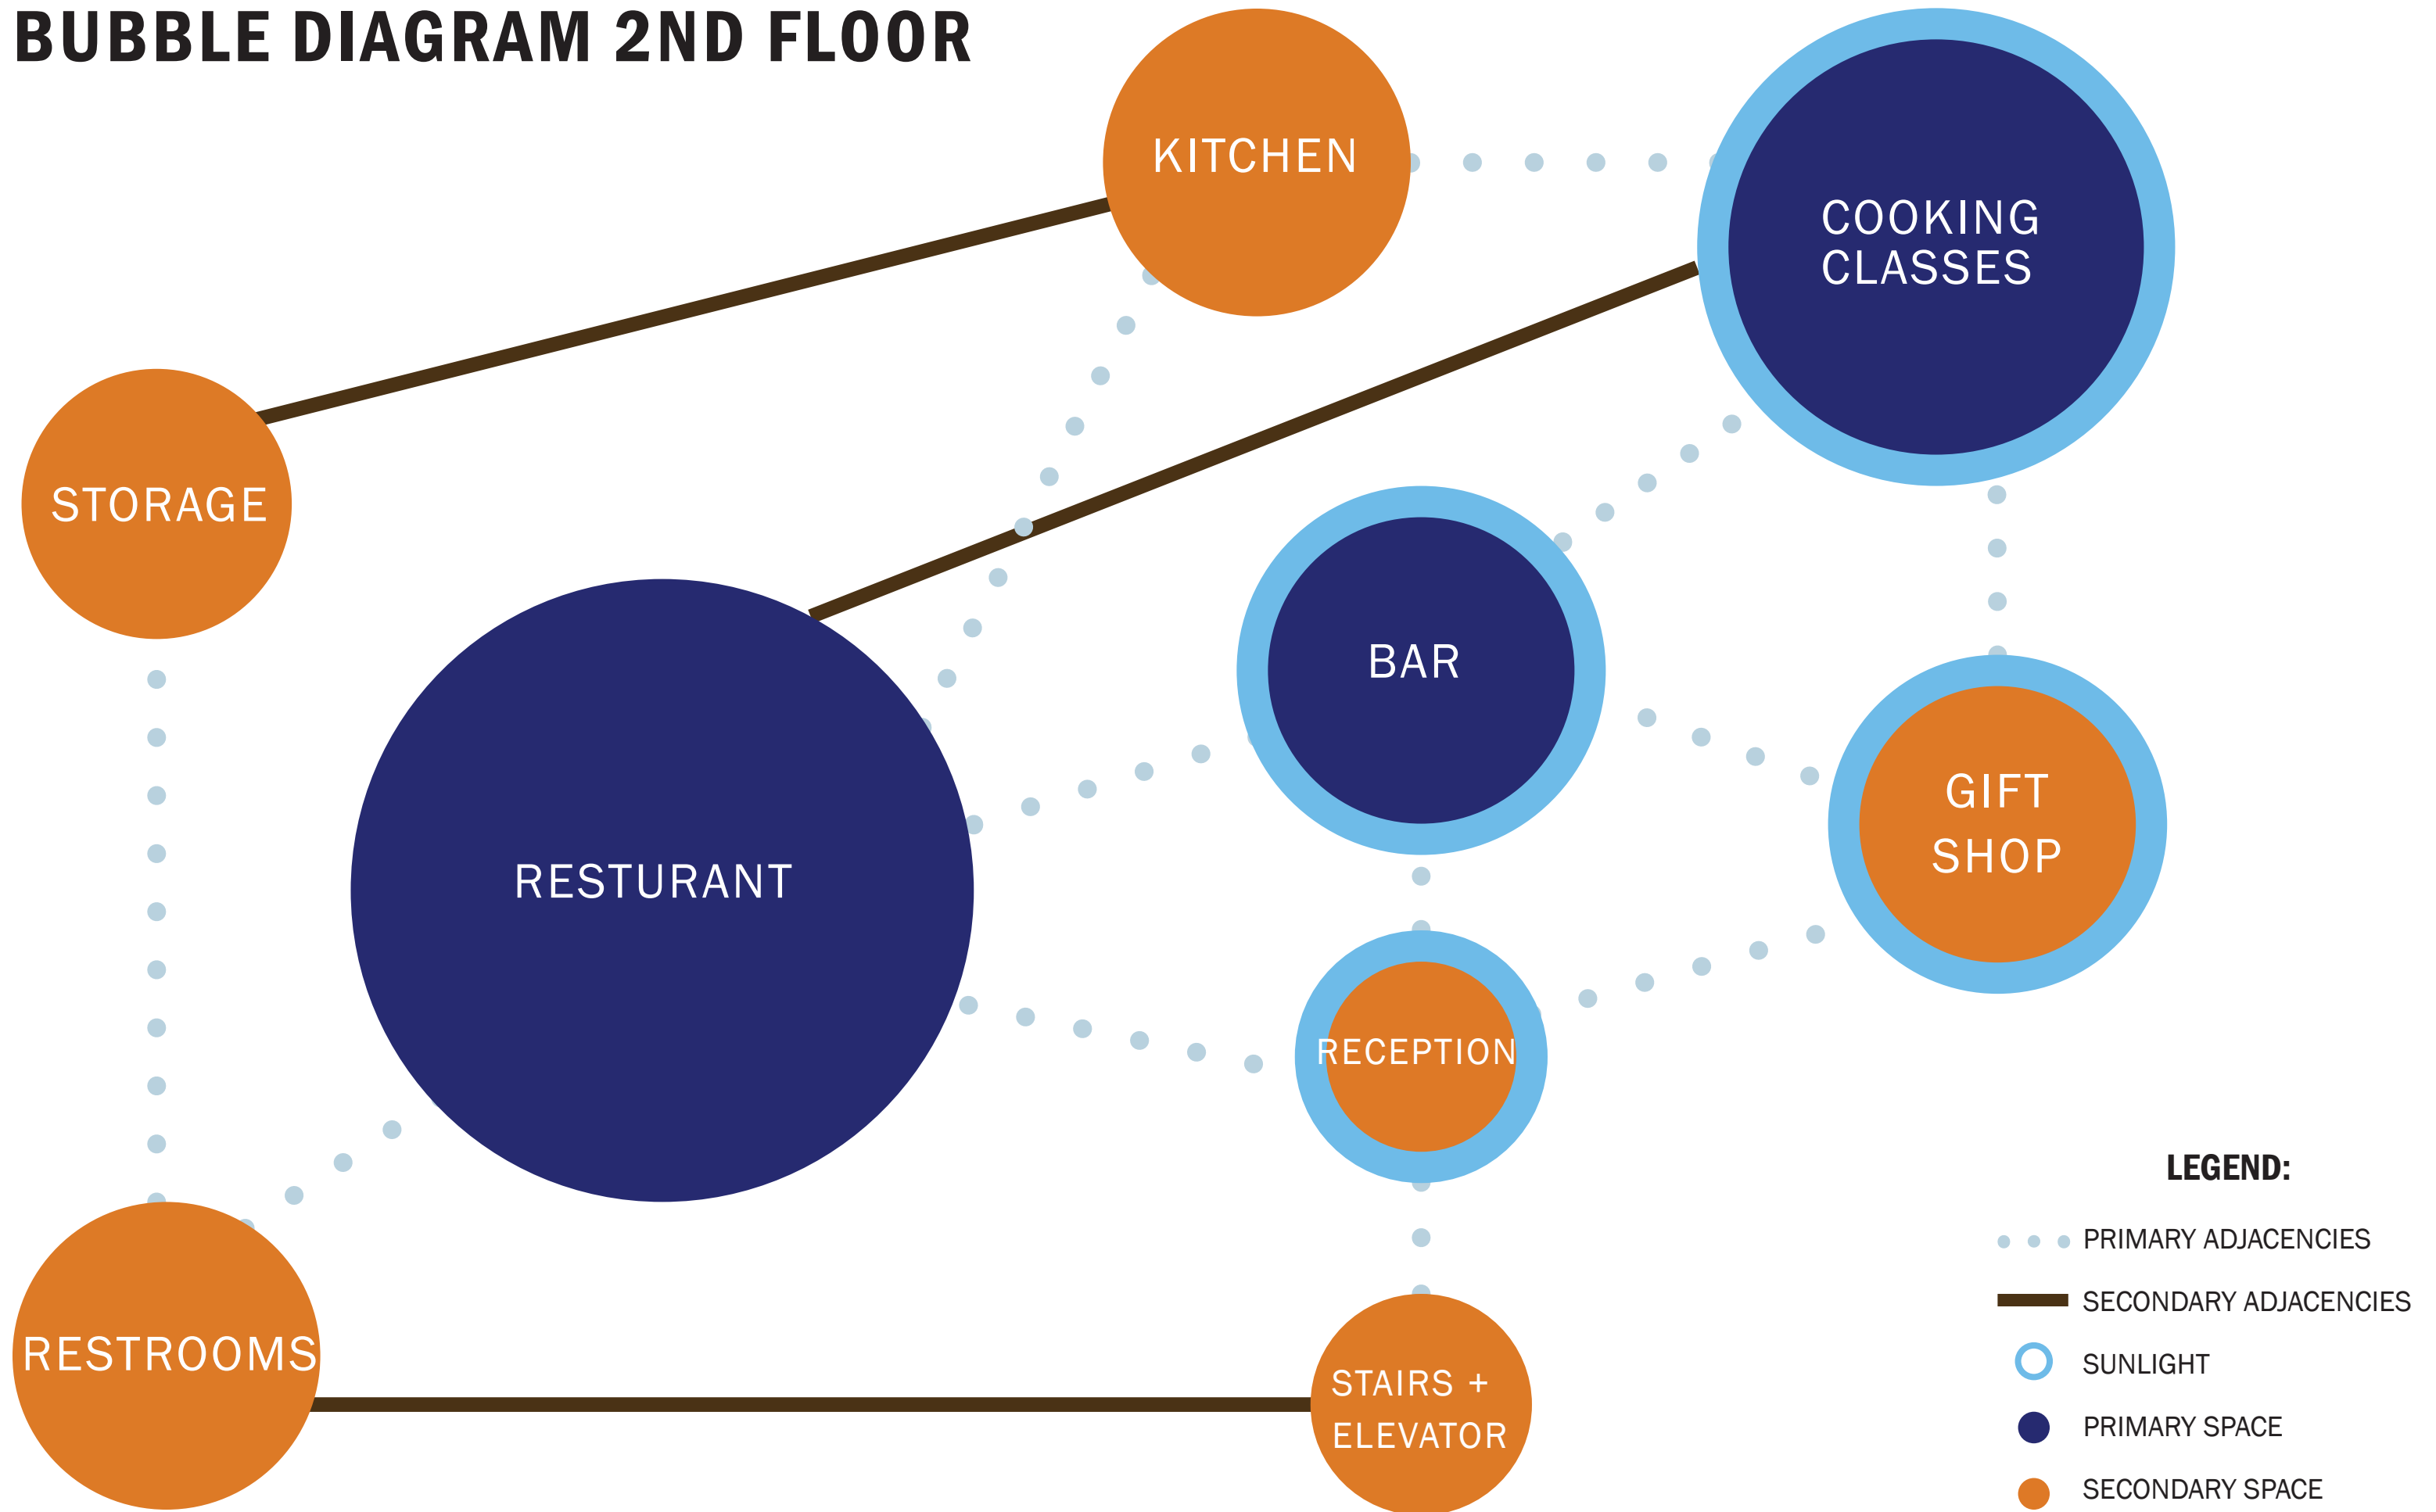 BUBBLE DIAGRAM 2ND FLOOR
KITCHEN
COOKING
CLASSES
STORAGE
BAR
GIFT
SHOP
RESTURANT
RECEPTION
RESTROOMS
STAIRS +
ELEVATOR
LEGEND:
PRIMARY ADJACENCIES
SECONDARY ADJACENCIES
SUNLIGHT
PRIMARY SPACE
SECONDARY SPACE